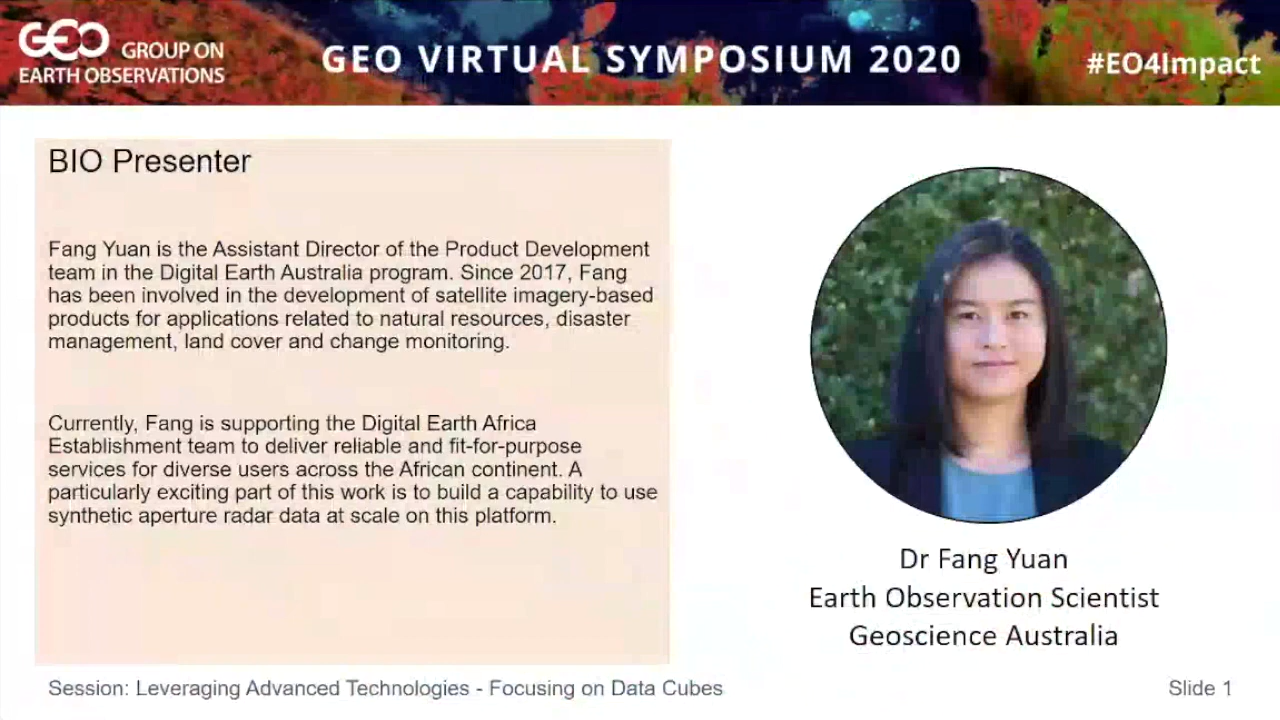 GEO GROUP ON
EARTH OBSERVATIONS
GEO VIRTUAL SYMPOSIUM 2020
#EO4Impact
BIO Presenter
Fang Yuan is the Assistant Director of the Product Development
team in the Digital Earth Australia program. Since 2017, Fang
has been involved in the development of satellite imagery-based
products for applications related to natural resources, disaster
management, land cover and change monitoring.
Currently, Fang is supporting the Digital Earth Africa
Establishment team to deliver reliable and fit-for-purpose
services for diverse users across the African continent. A
particularly exciting part of this work is to build a capability to use
synthetic aperture radar data at scale on this platform.
Dr Fang Yuan
Earth Observation Scientist
Geoscience Australia
Session: Leveraging Advanced Technologies - Focusing on Data Cubes
Slide 1